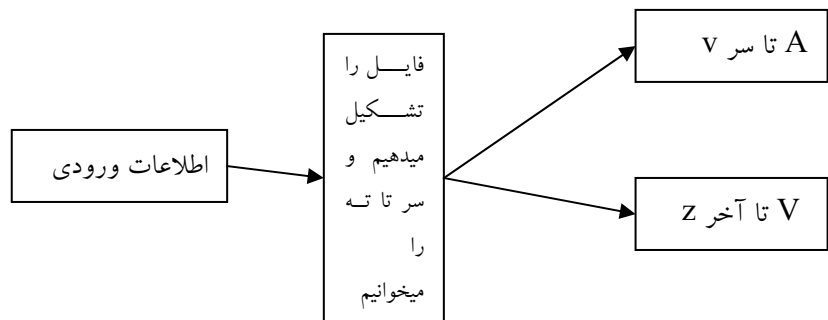 اطلاعات ورودی
فایل را
تشکیل
میدهیم و
سر تا ته
را
میخوانیم
A تا سر v
V تا آخر z